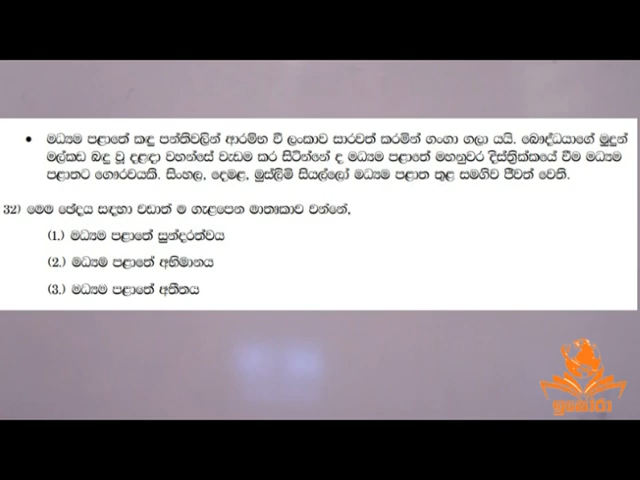 • මධ්‍යම පළාතේ කඳු පන්තිවලින් ආරම්භ වී ලංකාව සාරවත් කරමින් ගංගා ගලා යයි. බෞද්ධයාගේ මුදුන්
මල්කඩ බඳු වූ දළඳා වහන්සේ වැඩම කර සිටින්නේ ද මධ්‍යම පළාතේ මහනුවර දිස්ත්‍රික්කයේ වීම මධ්‍යම
පළාතට ගෞරවයකි. සිංහල, දෙමළ, මුස්ලිම් සියල්ලෝ මධ්‍යම පළාත තුළ සමගිව ජීවත් වෙති.
32) මෙම ඡේදය සඳහා වඩාත් ම ගැළපෙන මාතෘකාව වන්නේ,
(1.) මධ්‍යම පළාතේ සුන්දරත්වය
(2.) මධ්‍යම පළාතේ අභිමානය
(3.) මධ්‍යම පළාතේ අතීතය